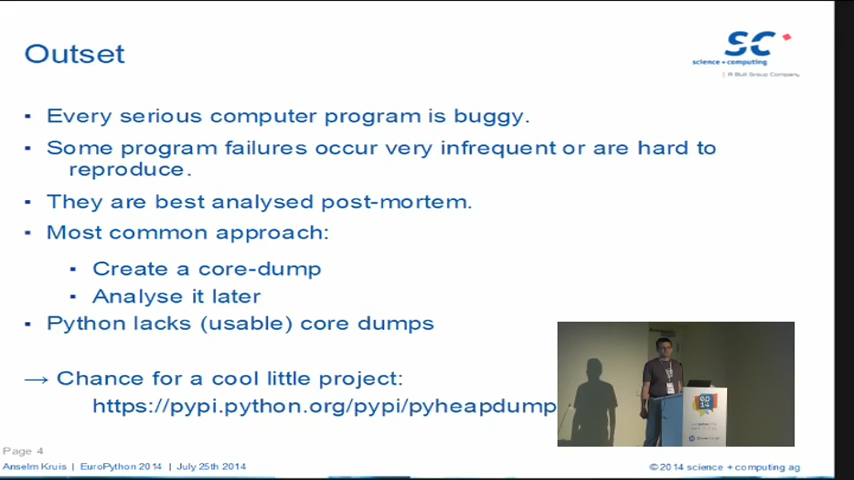 Outset
SC
science + computing
| A Bull Group Company
▪ Every serious computer program is buggy.
▪ Some program failures occur very infrequent or are hard to
reproduce.
▪ They are best analysed post-mortem.
▪ Most common approach:
▪ Create a core-dump
▪ Analyse it later
▪ Python lacks (usable) core dumps
→ Chance for a cool little project:
https://pypi.python.org/pypi/pyheapdump
Page 4
Anselm Kruis | EuroPython 2014 | July 25th 2014
©2014 science + computing ag